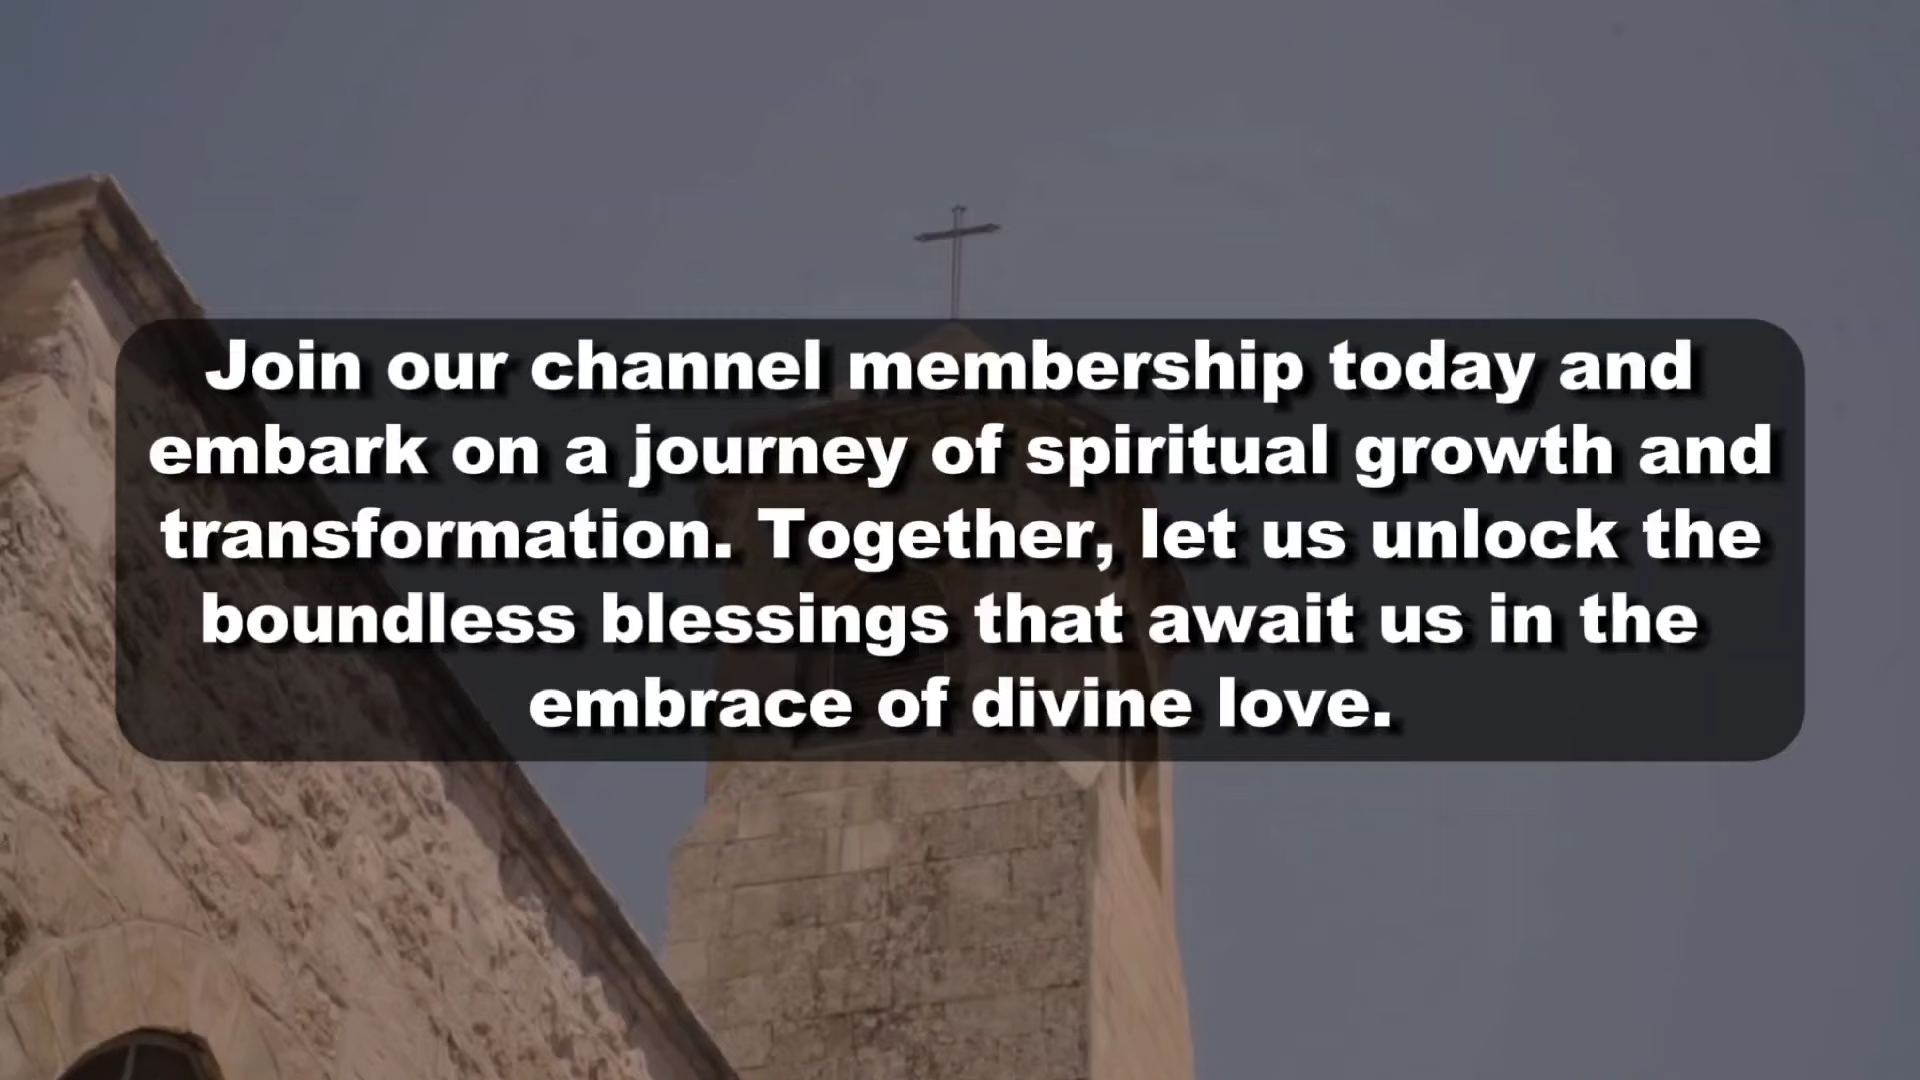 Join our channel membership today and
embark on a journey of spiritual growth and
transformation. Together, let us unlock the
boundless blessings that await us in the
embrace of divine love.